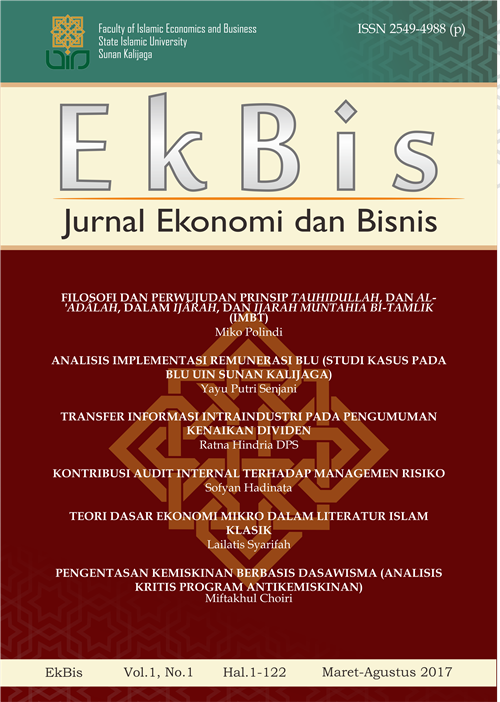 Faculty of Islamic Economics and Business
State Islamic University
Sunan Kalijaga
ISSN 2549-4988 (p)
uin
EkBis
Jurnal Ekonomi dan Bisnis
FILOSOFI DAN PERWUJUDAN PRINSIP TAUHIDULLAH, DAN AL-
'ADALAH, DALAM IJARAH, DAN IJARAH MUNTAHIA BI-TAMLIK
(IMBT)
Miko Polindi
ANALISIS IMPLEMENTASI REMUNERASI BLU (STUDI KASUS PADA
BLU UIN SUNAN KALIJAGA)
Yayu Putri Senjani
TRANSFER INFORMASI INTRAINDUSTRI PADA PENGUMUMAN
KENAIKAN DIVIDEN
Ratna Hindria DPS
KONTRIBUSI AUDIT INTERNAL TERHADAP MANAGEMEN RISIKO
Sofyan Hadinata
TEORI DASAR EKONOMI MIKRO DALAM LITERATUR ISLAM
KLASIK
Lailatis Syarifah
PENGENTASAN KEMISKINAN BERBASIS DASAWISMA (ANALISIS
KRITIS PROGRAM ANTIKEMISKINAN)
Miftakhul Choiri
EkBis Vol.1, No.1 Hal.1-122 Maret-Agustus 2017